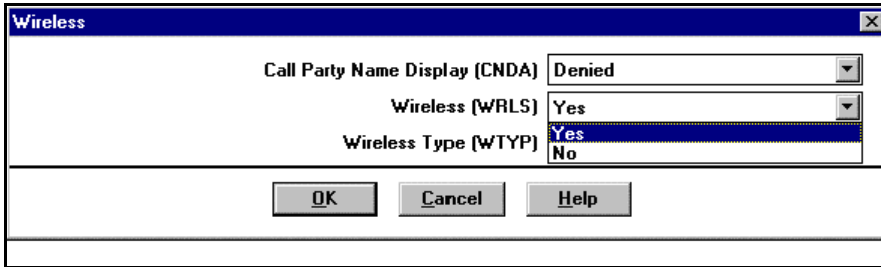 Wireless
Call Party Name Display (CNDA) Denied
Wireless (WRLS) Yes
Wireless Type (WTYP) Yes
No
OK Cancel Help